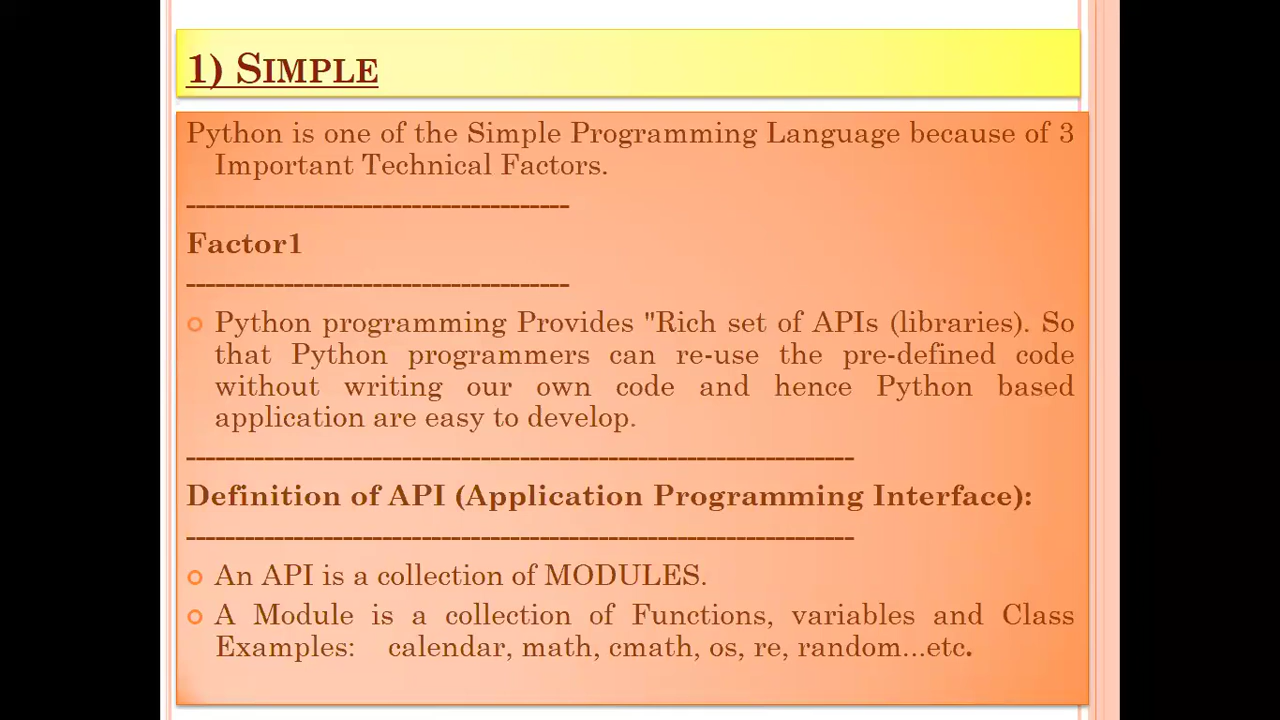 1) SIMPLE
Python is one of the Simple Programming Language because of 3
Important Technical Factors.
---------------------------------------
Factor1
---------------------------------------
Python programming Provides "Rich set of APIs (libraries). So
that Python programmers can re-use the pre-defined code
without writing our own code and hence Python based
application are easy to develop.
--------------------------------------------------------------------
Definition of API (Application Programming Interface):
--------------------------------------------------------------------
An API is a collection of MODULES.
A Module is a collection of Functions, variables and Class
Examples: calendar, math, cmath, os, re, random...etc.